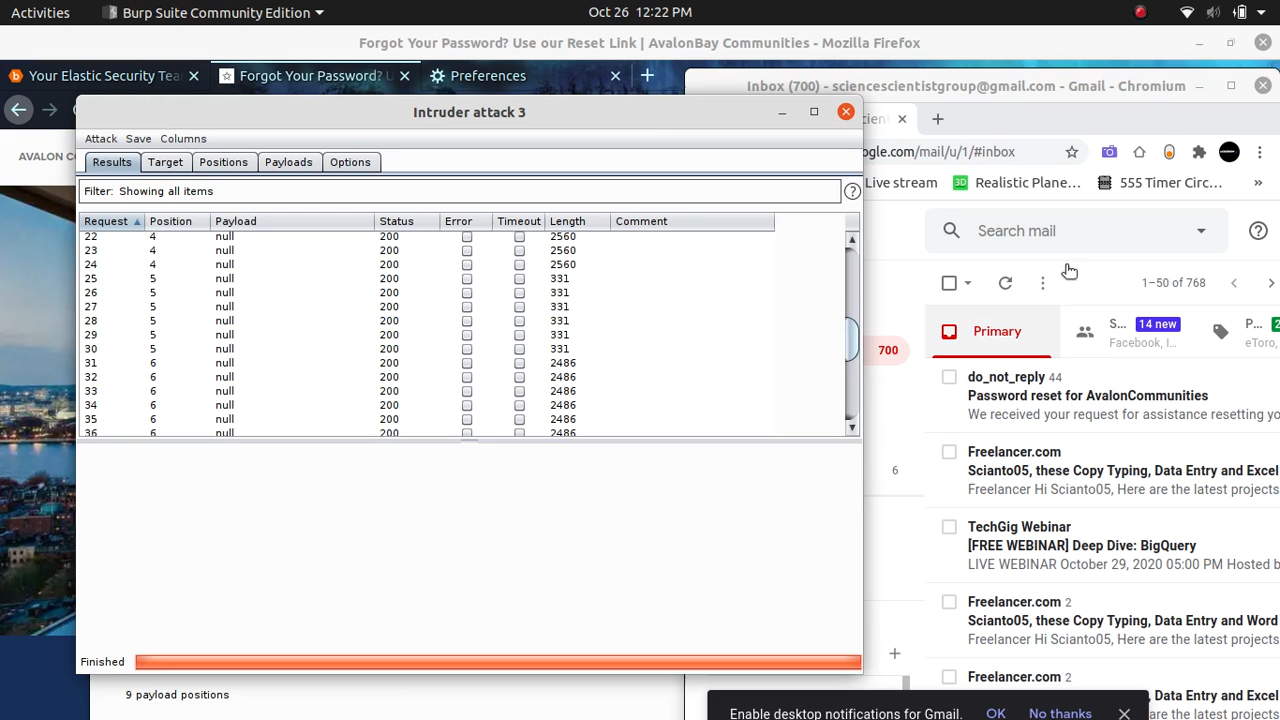 Activities Burp Suite Community Edition Oct 26 12:22 PM
Forgot Your Password? Use our Reset Link | AvalonBay Communities - Mozilla Firefox
Your Elastic Security Tea Forgot Your Password? U Preferences
Inbox (700) - sciencescientistgroup@gmail.com - Gmail - Chromium
Intruder attack 3
Attack Save Columns
Results Target Positions Payloads Options
Filter: Showing all items
Request Position Payload Status Error Timeout Length Comment
22 4 null 200 2560
23 4 null 200 2560
24 4 null 200 2560
25 5 null 200 331
26 5 null 200 331
27 5 null 200 331
28 5 null 200 331
29 5 null 200 331
30 5 null 200 331
31 6 null 200 2486
32 6 null 200 2486
33 6 null 200 2486
34 6 null 200 2486
35 6 null 200 2486
36 6 null 200 2486
Finished
9 payload positions
AVALON CO
cien
gle.com/mail/u/1/#inbox
Live stream Realistic Plane... 555 Timer Circ... »
Search mail
1–50 of 768
Primary S... 14 new P...
Facebook, I... eToro,
700
6
do_not_reply 44
Password reset for AvalonCommunities
We received your request for assistance resetting yo
Freelancer.com
Scianto05, these Copy Typing, Data Entry and Excel
Freelancer Hi Scianto05, Here are the latest projects
TechGig Webinar
[FREE WEBINAR] Deep Dive: BigQuery
LIVE WEBINAR October 29, 2020 05:00 PM Hosted b
Freelancer.com 2
Scianto05, these Copy Typing, Data Entry and Word
Freelancer Hi Scianto05, Here are the latest projects
Freelancer.com 2
a Entry and Excel
test projects
Enable desktop notifications for Gmail. OK No thanks